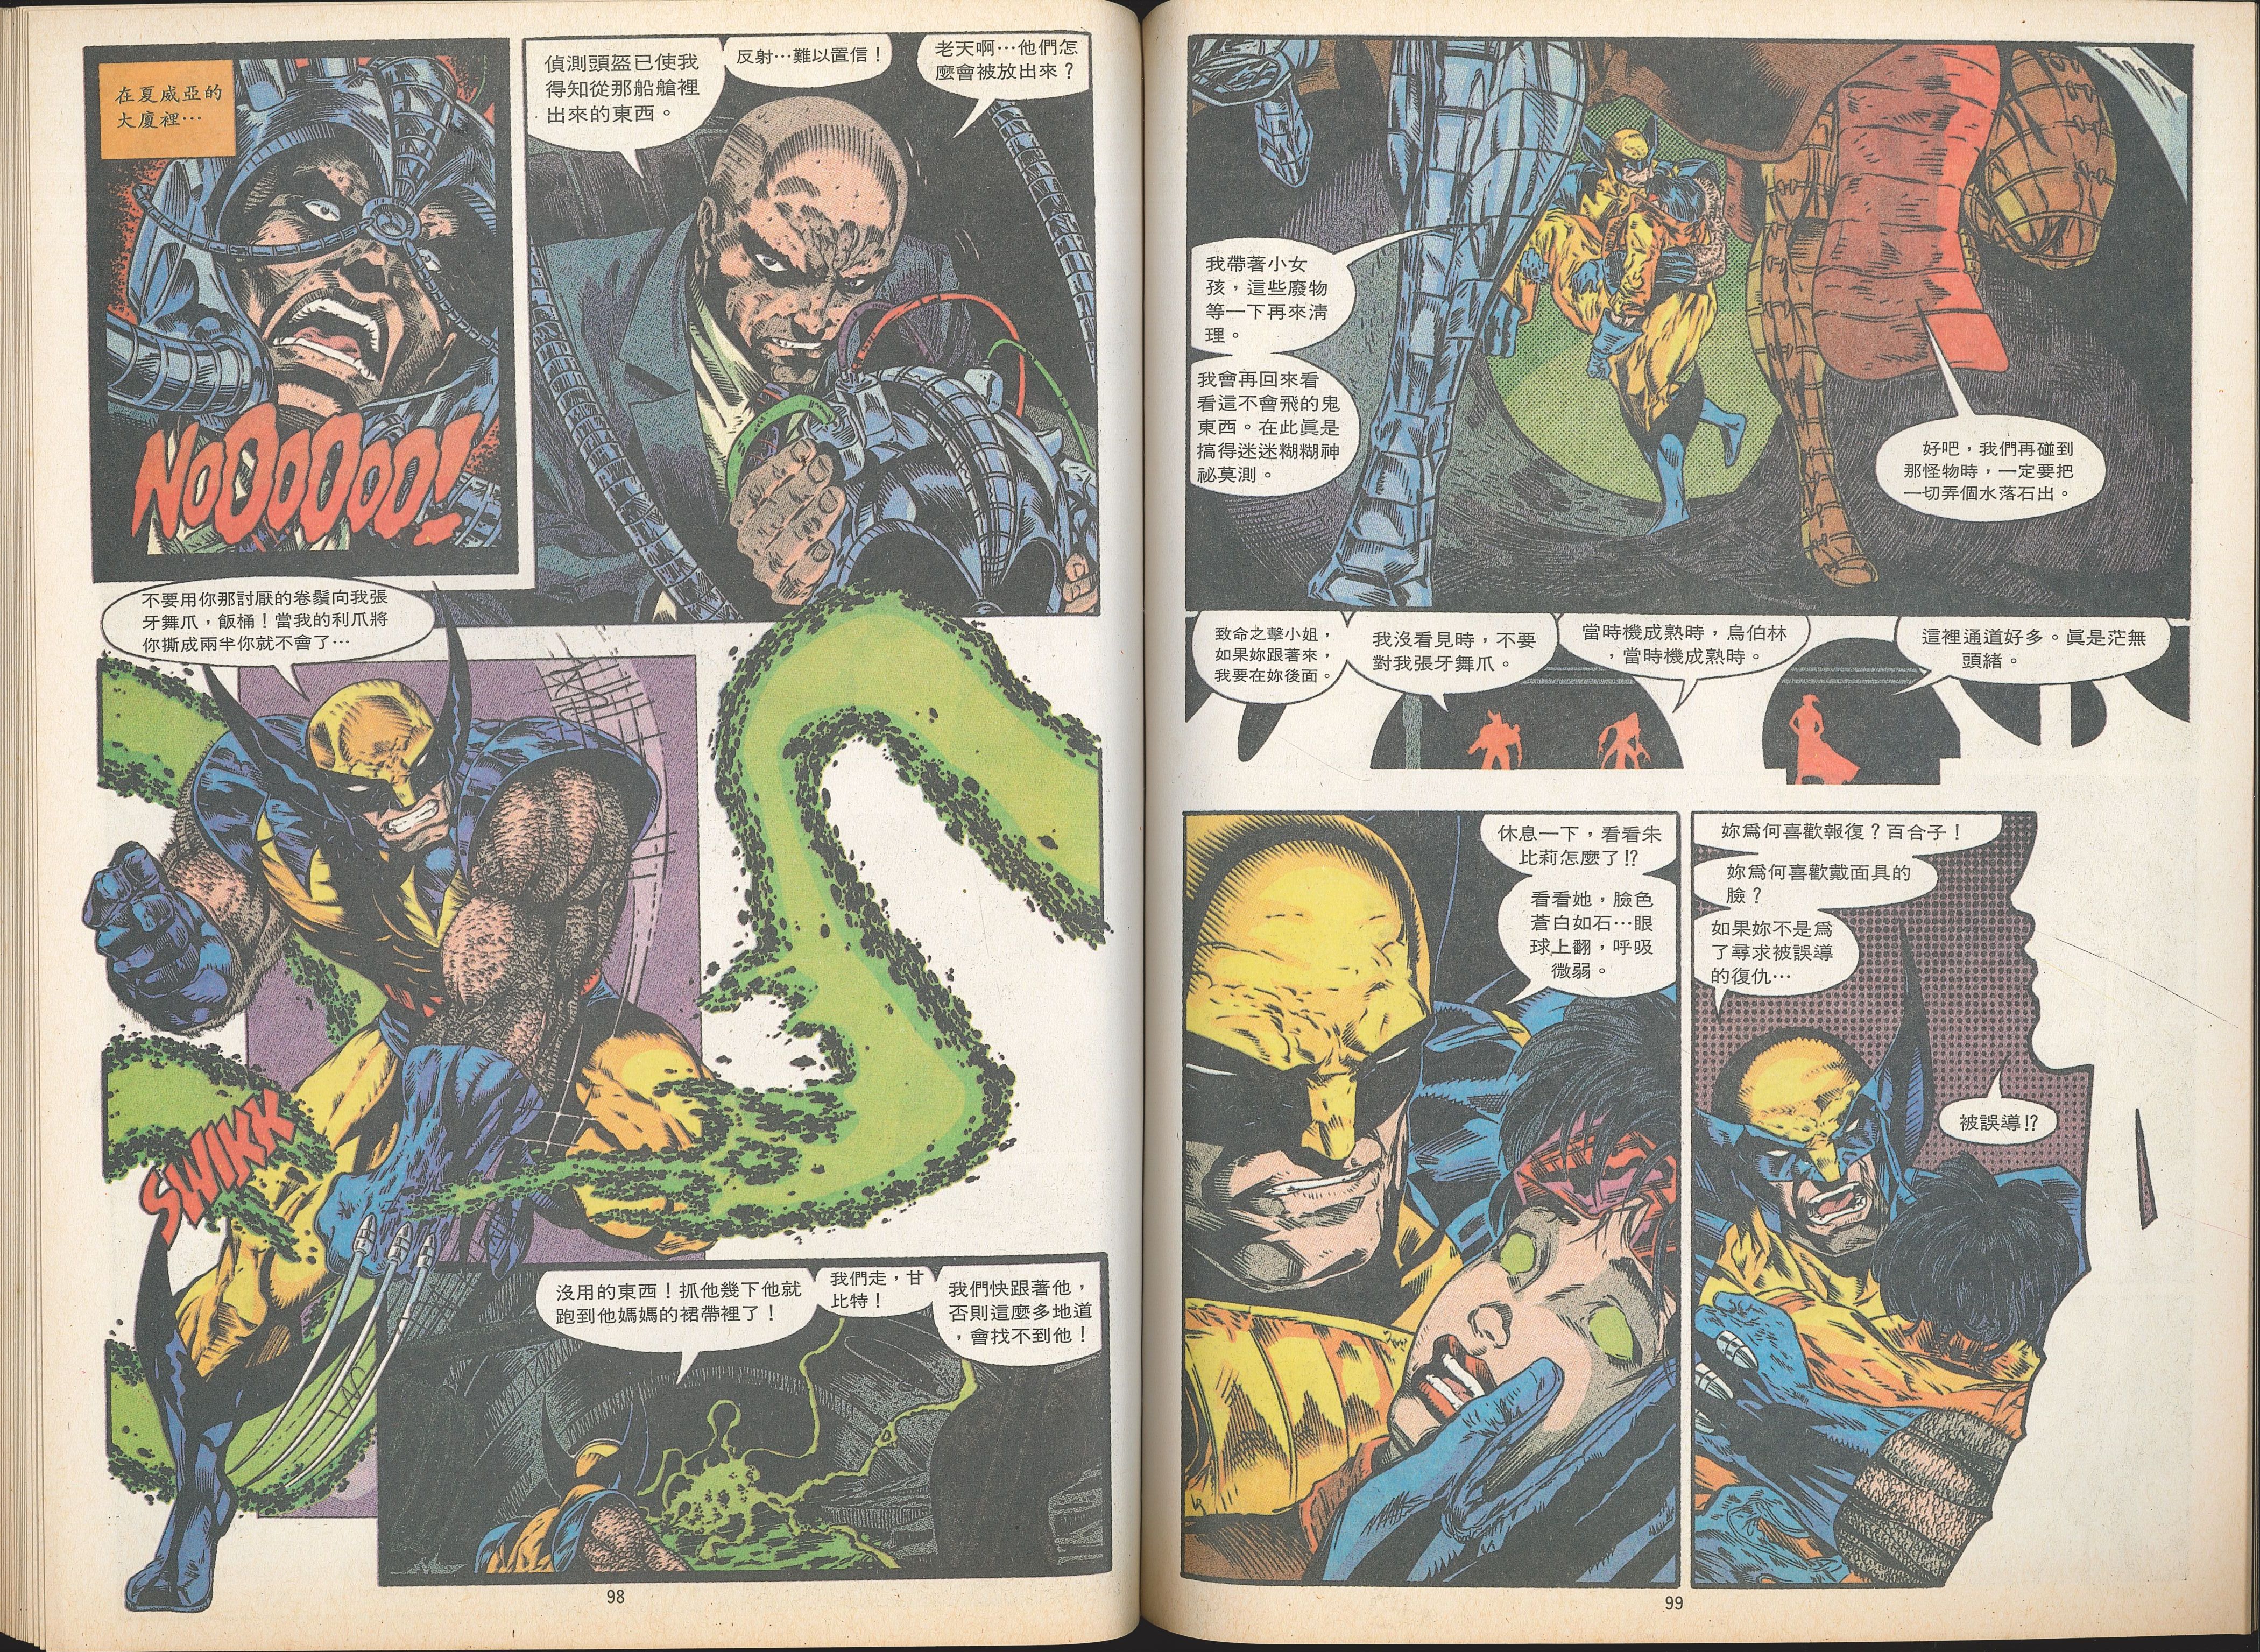 在夏威亞的
大廈裡…
NOOOOOOO!
偵測頭盔已使我
得知從那船艙裡
出來的東西。
反射…難以置信！
老天啊…他們怎
麼會被放出來？
不要用你那討厭的卷鬚向我張
牙舞爪，飯桶！當我的利爪將
你撕成兩半你就不會了…
SWIKK
沒用的東西！抓他幾下他就
跑到他媽媽的裙帶裡了！
我們走，甘
比特！
我們快跟著他，
否則這麼多地道
，會找不到他！
98
我帶著小女
孩，這些廢物
等一下再來清
理。
我會再回來看
看這不會飛的鬼
東西。在此真是
搞得迷迷糊糊神
祕莫測。
好吧，我們再碰到
那怪物時，一定要把
一切弄個水落石出。
致命之擊小姐，
如果妳跟著來，
我要在妳後面。
我沒看見時，不要
對我張牙舞爪。
當時機成熟時，烏伯林
，當時機成熟時。
這裡通道好多。真是茫無
頭緒。
休息一下，看看朱
比莉怎麼了!?
看看她，臉色
蒼白如石…眼
球上翻，呼吸
微弱。
妳為何喜歡報復？百合子！
妳為何喜歡戴面具的
臉？
如果妳不是為
了尋求被誤導
的復仇…
被誤導!?
99